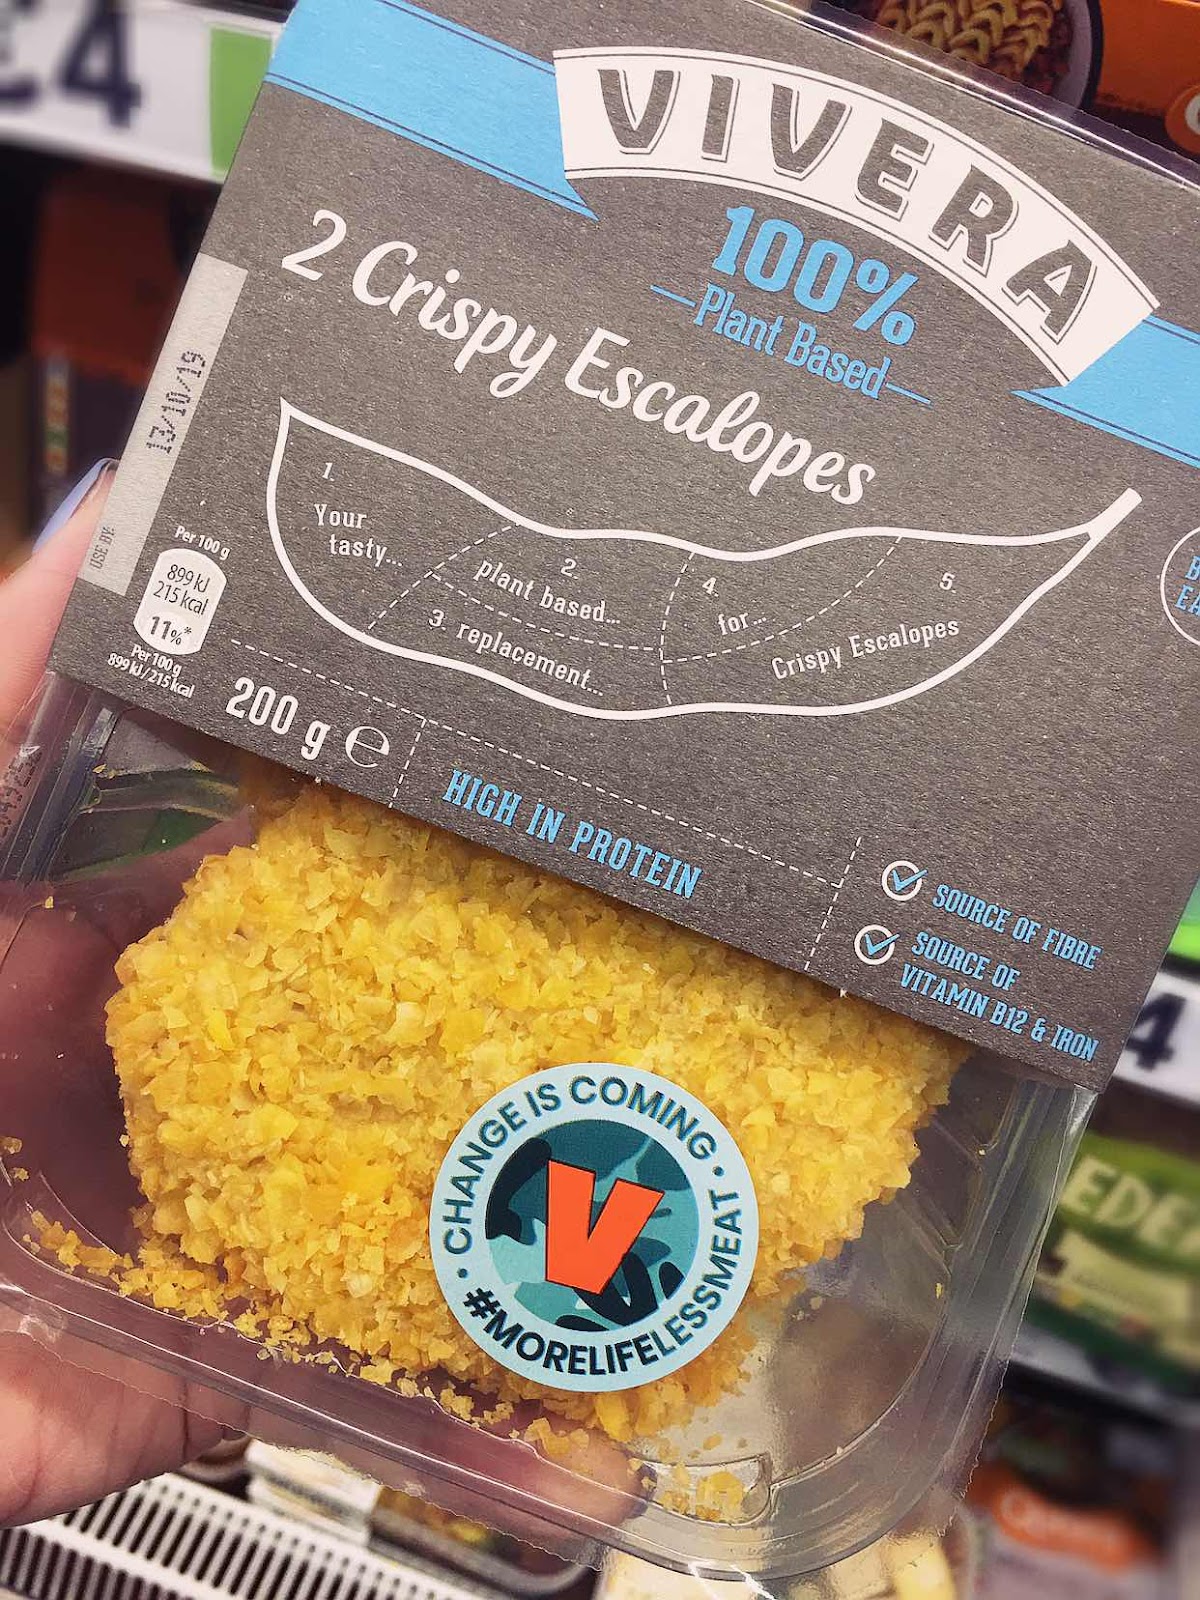 £4
VIVERA
100%
Plant Based
2 Crispy Escalopes
13/10/19
USE BY:
1.
Your
tasty...
2.
plant based...
3. replacement...
4.
for...
5.
Crispy Escalopes
Per 100 g
899 kJ
215 kcal
11%*
Per 100 g
899 kJ/215 kcal
200 g ℮
HIGH IN PROTEIN
SOURCE OF FIBRE
SOURCE OF
VITAMIN B12 & IRON
• CHANGE IS COMING •
#MORELIFELESSMEAT
V
4